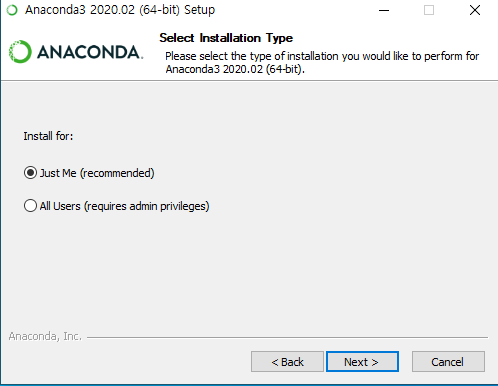 Anaconda3 2020.02 (64-bit) Setup
ANACONDA.
Select Installation Type
Please select the type of installation you would like to perform for
Anaconda3 2020.02 (64-bit).
Install for:
Just Me (recommended)
All Users (requires admin privileges)
Anaconda, Inc.
< Back
Next >
Cancel